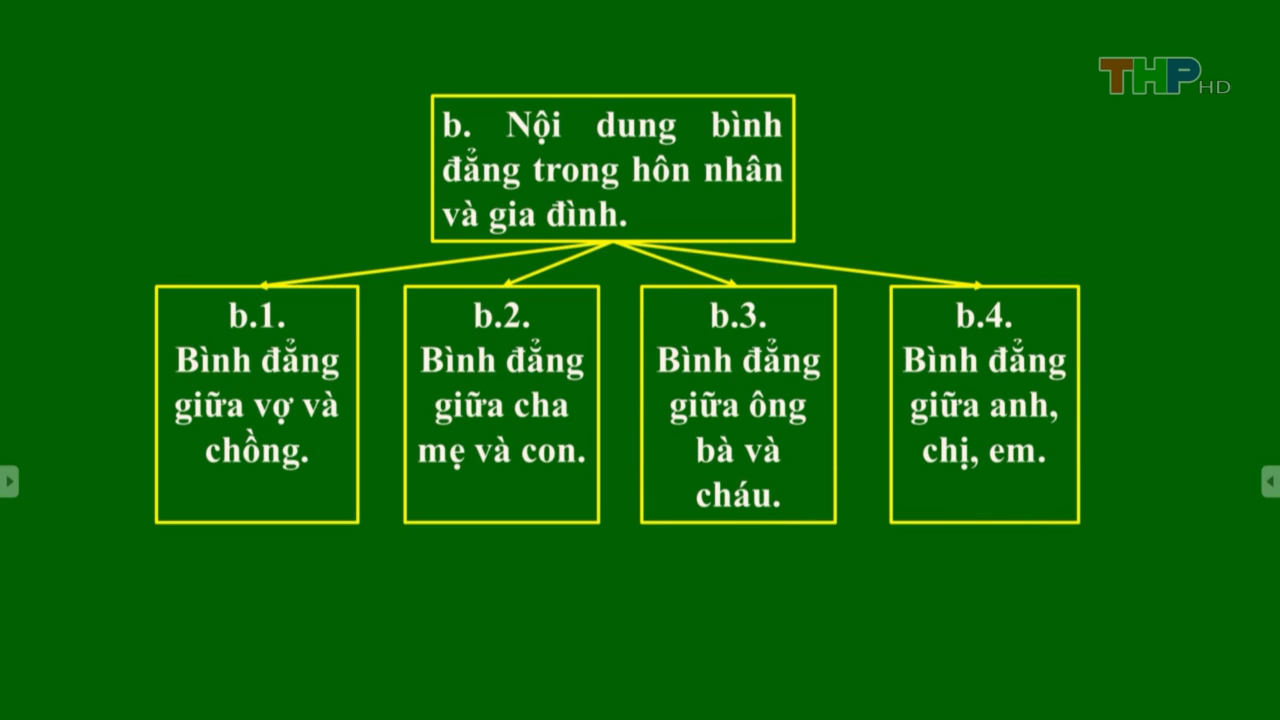 THP HD
b. Nội dung bình
đẳng trong hôn nhân
và gia đình.
b.1.
Bình đẳng
giữa vợ và
chồng.
b.2.
Bình đẳng
giữa cha
mẹ và con.
b.3.
Bình đẳng
giữa ông
bà và
cháu.
b.4.
Bình đẳng
giữa anh,
chị, em.